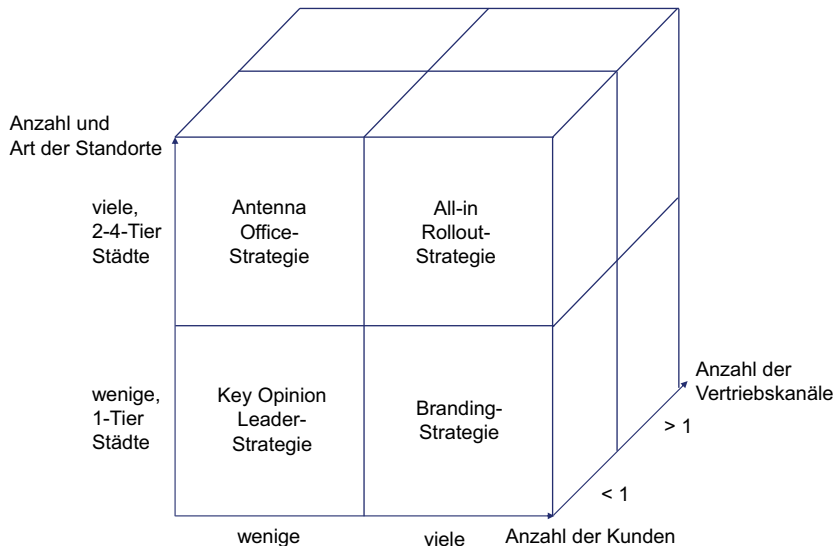 Anzahl und
Art der Standorte
viele,
2-4-Tier
Städte
Antenna
Office-
Strategie
All-in
Rollout-
Strategie
wenige,
1-Tier
Städte
Key Opinion
Leader-
Strategie
Branding-
Strategie
Anzahl der
Vertriebskanäle
> 1
< 1
wenige
viele
Anzahl der Kunden